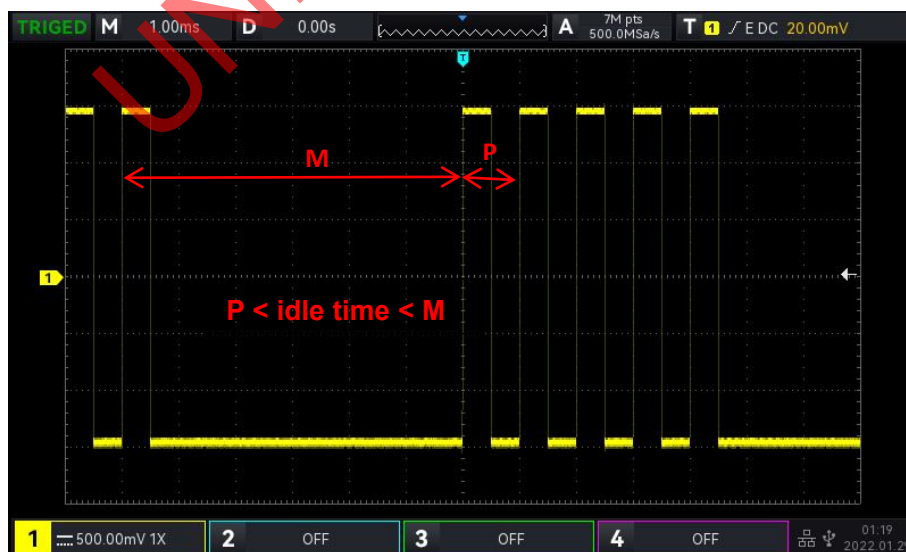 TRIGED M 1.00ms D 0.00s A 7M pts 500.0MSa/s T 1 E DC 20.00mV
T
M P
1
P < idle time < M
1 500.00mV 1X 2 OFF 3 OFF 4 OFF 01:19